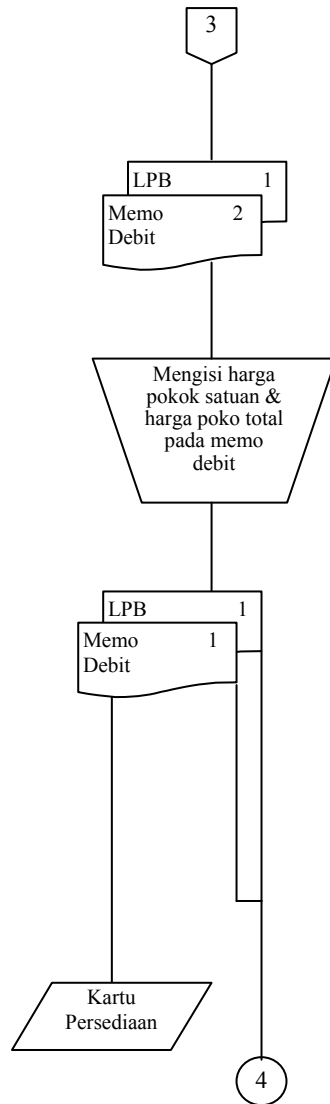 3
LPB 1
Memo 2
Debit
Mengisi harga
pokok satuan &
harga poko total
pada memo
debit
LPB 1
Memo 1
Debit
Kartu
Persediaan
4